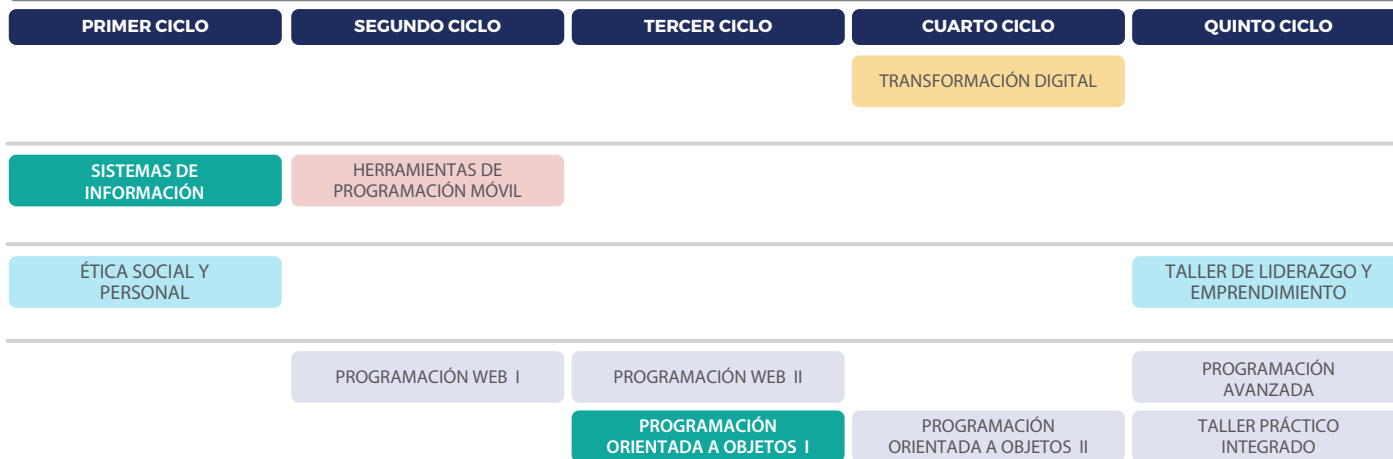 PRIMER CICLO
SEGUNDO CICLO
TERCER CICLO
CUARTO CICLO
QUINTO CICLO
TRANSFORMACIÓN DIGITAL
SISTEMAS DE
INFORMACIÓN
HERRAMIENTAS DE
PROGRAMACIÓN MÓVIL
ÉTICA SOCIAL Y
PERSONAL
TALLER DE LIDERAZGO Y
EMPRENDIMIENTO
PROGRAMACIÓN WEB I
PROGRAMACIÓN WEB II
PROGRAMACIÓN
AVANZADA
PROGRAMACIÓN
ORIENTADA A OBJETOS I
PROGRAMACIÓN
ORIENTADA A OBJETOS II
TALLER PRÁCTICO
INTEGRADO